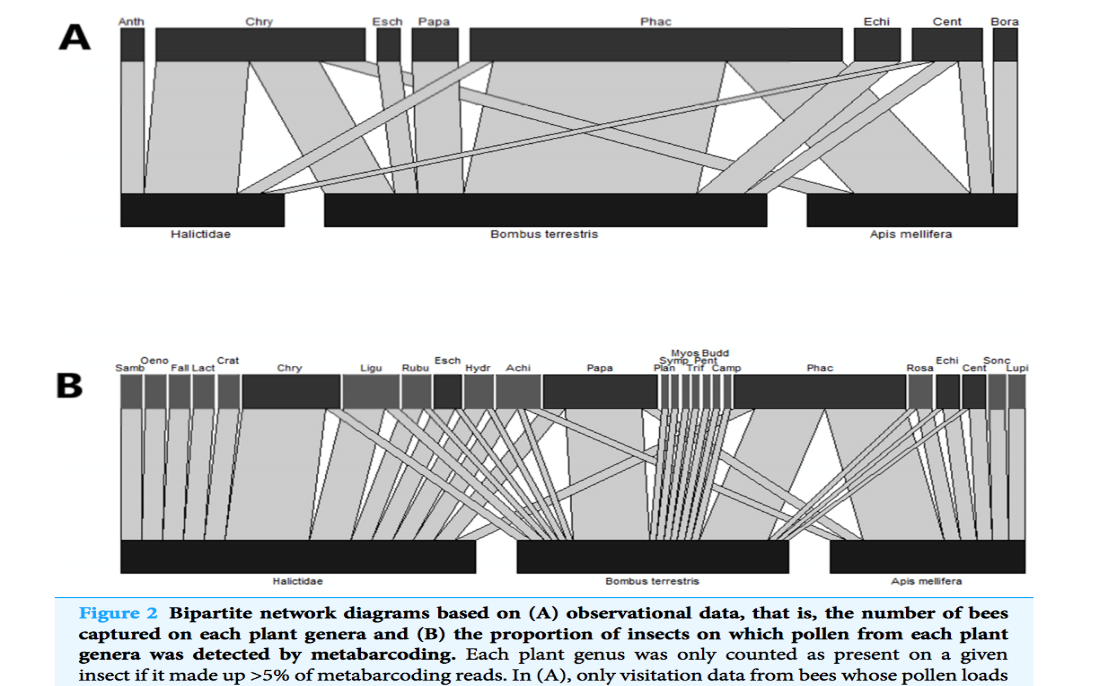 A
Anth Chry Esch Papa Phac Echi Cent Bora
Halictidae Bombus terrestris Apis mellifera
B
Samb Oeno Fall Lact Crat Chry Ligu Rubu Esch Hydr Achi Papa Plan Symp Myos Trif Pent Budd Camp Phac Rosa Echi Cent Sonc Lupi
Halictidae Bombus terrestris Apis mellifera
Figure 2 Bipartite network diagrams based on (A) observational data, that is, the number of bees
captured on each plant genera and (B) the proportion of insects on which pollen from each plant
genera was detected by metabarcoding. Each plant genus was only counted as present on a given
insect if it made up >5% of metabarcoding reads. In (A), only visitation data from bees whose pollen loads